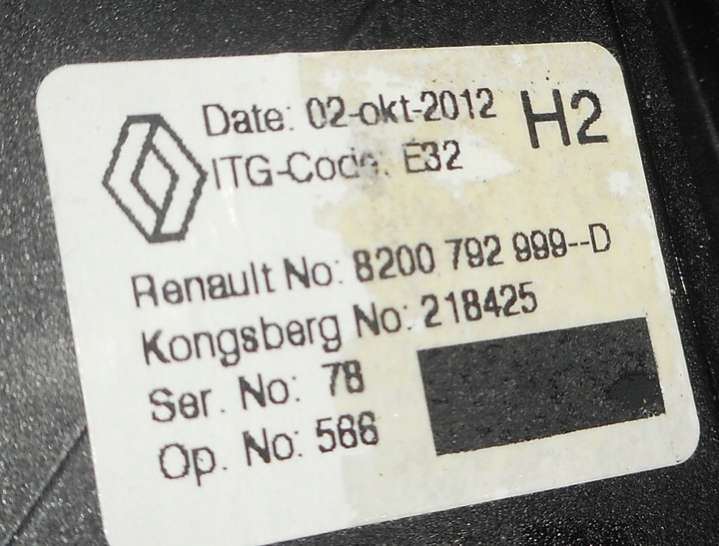 Date: 02-okt-2012 H2
ITG-Code: E32
Renault No: 8200 792 999--D
Kongsberg No: 218425
Ser. No: 78
Op. No: 566